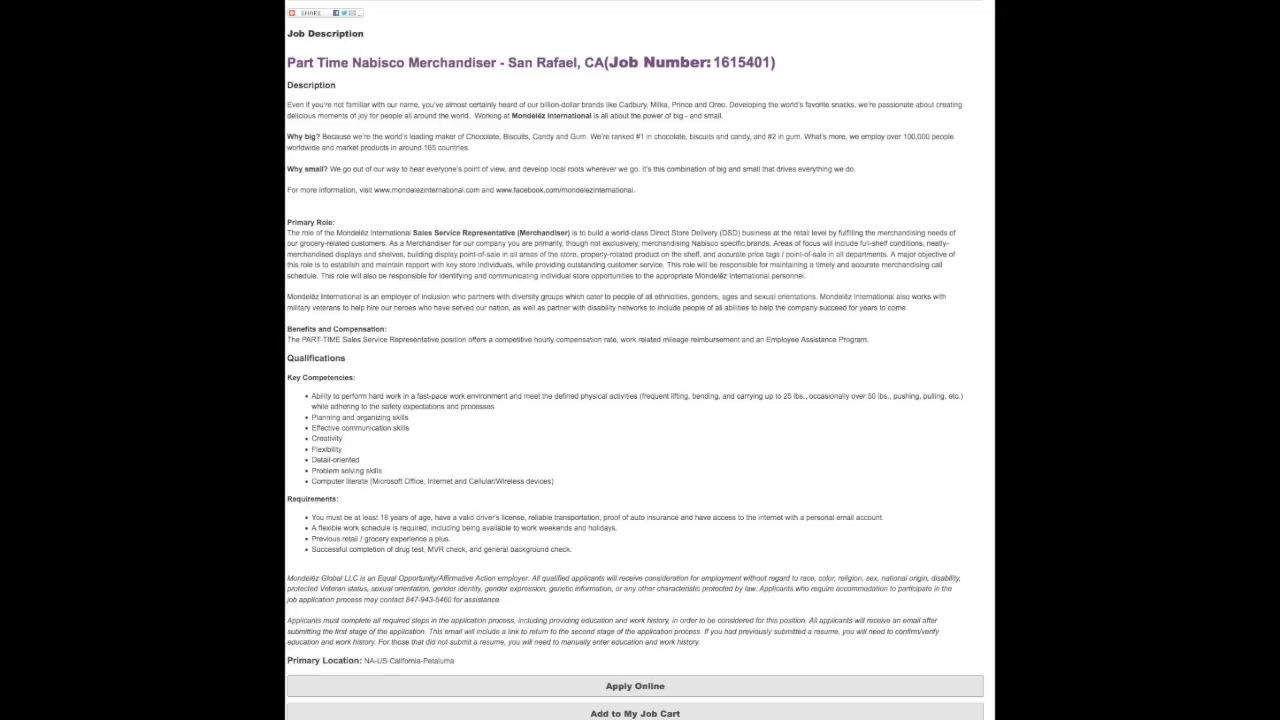 SHARE
Job Description
Part Time Nabisco Merchandiser - San Rafael, CA(Job Number: 1615401)
Description
Even if you're not familiar with our name, you've almost certainly heard of our billion-dollar brands like Cadbury, Milka, Prince and Oreo. Developing the world's favorite snacks, we're passionate about creating
delicious moments of joy for people all around the world. Working at Mondelēz International is all about the power of big - and small.
Why big? Because we're the world's leading maker of Chocolate, Biscuits, Candy and Gum. We're ranked #1 in chocolate, biscuits and candy, and #2 in gum. What's more, we employ over 100,000 people
worldwide and market products in around 165 countries.
Why small? We go out of our way to hear everyone's point of view, and develop local roots wherever we go. It's this combination of big and small that drives everything we do.
For more information, visit www.mondelezinternational.com and www.facebook.com/mondelezinternational.
Primary Role:
The role of the Mondelēz International Sales Service Representative (Merchandiser) is to build a world-class Direct Store Delivery (DSD) business at the retail level by fulfilling the merchandising needs of
our grocery-related customers. As a Merchandiser for our company you are primarily, though not exclusively, merchandising Nabisco specific brands. Areas of focus will include full-shelf conditions, neatly-
merchandised displays and shelves, building display point-of-sale in all areas of the store, properly-rotated product on the shelf, and accurate price tags / point-of-sale in all departments. A major objective of
this role is to establish and maintain rapport with key store individuals, while providing outstanding customer service. This role will be responsible for maintaining a timely and accurate merchandising call
schedule. This role will also be responsible for identifying and communicating individual store opportunities to the appropriate Mondelēz International personnel.
Mondelēz International is an employer of inclusion who partners with diversity groups which cater to people of all ethnicities, genders, ages and sexual orientations. Mondelēz International also works with
military veterans to help hire our heroes who have served our nation, as well as partner with disability networks to include people of all abilities to help the company succeed for years to come.
Benefits and Compensation:
The PART-TIME Sales Service Representative position offers a competitive hourly compensation rate, work related mileage reimbursement and an Employee Assistance Program.
Qualifications
Key Competencies:
• Ability to perform hard work in a fast-pace work environment and meet the defined physical activities (frequent lifting, bending, and carrying up to 25 lbs., occasionally over 50 lbs., pushing, pulling, etc.)
while adhering to the safety expectations and processes
• Planning and organizing skills
• Effective communication skills
• Creativity
• Flexibility
• Detail-oriented
• Problem solving skills
• Computer literate (Microsoft Office, Internet and Cellular/Wireless devices)
Requirements:
• You must be at least 18 years of age, have a valid driver's license, reliable transportation, proof of auto insurance and have access to the internet with a personal email account.
• A flexible work schedule is required, including being available to work weekends and holidays.
• Previous retail / grocery experience a plus.
• Successful completion of drug test, MVR check, and general background check.
Mondelēz Global LLC is an Equal Opportunity/Affirmative Action employer. All qualified applicants will receive consideration for employment without regard to race, color, religion, sex, national origin, disability,
protected Veteran status, sexual orientation, gender identity, gender expression, genetic information, or any other characteristic protected by law. Applicants who require accommodation to participate in the
job application process may contact 847-943-5460 for assistance.
Applicants must complete all required steps in the application process, including providing education and work history, in order to be considered for this position. All applicants will receive an email after
submitting the first stage of the application. This email will include a link to return to the second stage of the application process. If you had previously submitted a resume, you will need to confirm/verify
education and work history. For those that did not submit a resume, you will need to manually enter education and work history.
Primary Location: NA-US-California-Petaluma
Apply Online
Add to My Job Cart